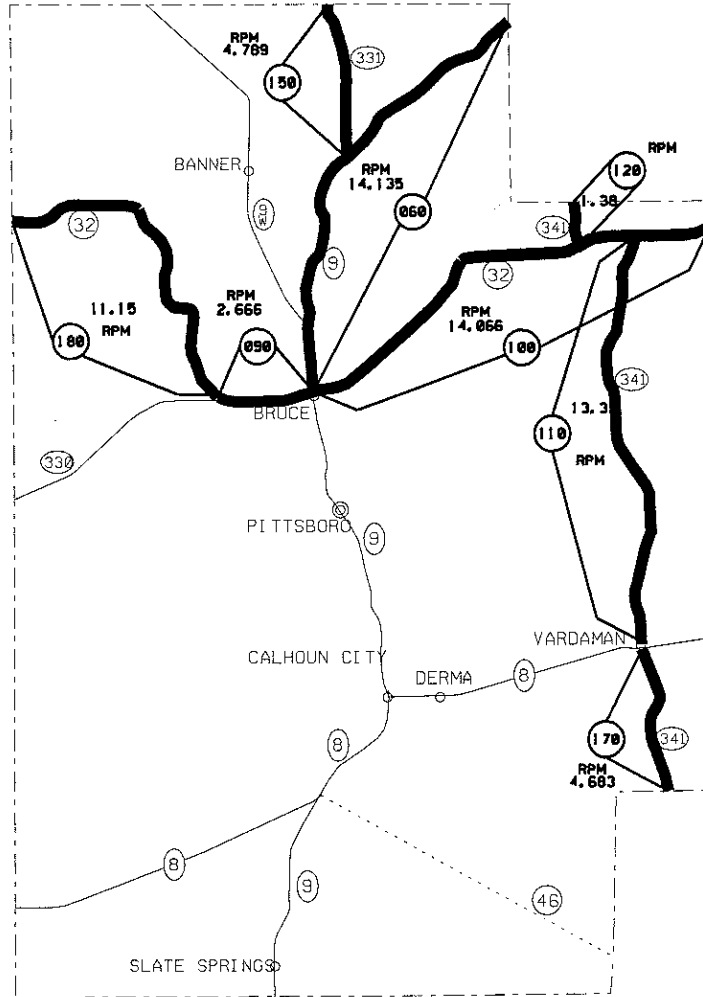 RPM
4.789
331
150
BANNER
RPM
14.135
120
RPM
1.38
060
32
341
9
32
11.15
RPM
RPM
2.666
RPM
14.066
180
090
100
341
BRUCE
13.3
110
RPM
330
PITTSBORO
9
VARDAMAN
CALHOUN CITY
DERMA
8
8
170
341
RPM
4.683
8
9
46
SLATE SPRINGS